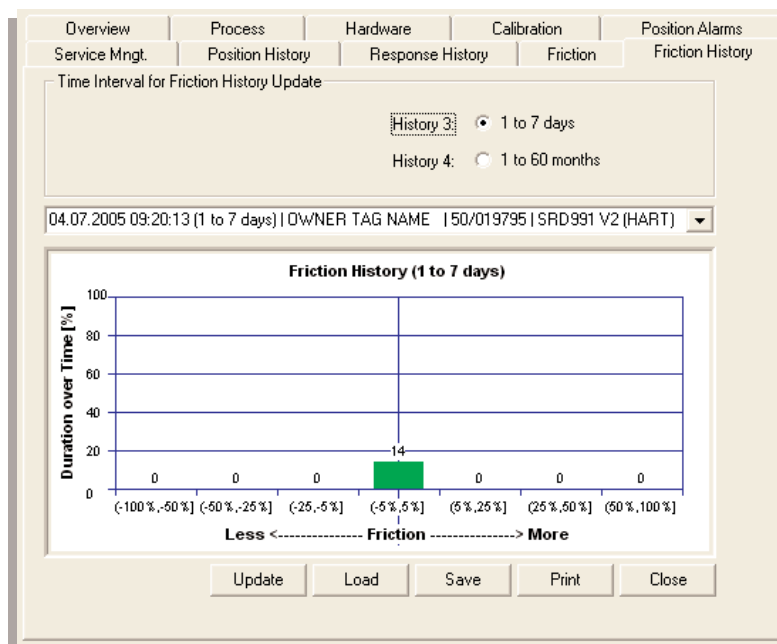 Overview Process Hardware Calibration Position Alarms
Service Mngt. Position History Response History Friction Friction History
Time Interval for Friction History Update
History 3: 1 to 7 days
History 4: 1 to 60 months
04.07.2005 09:20:13 (1 to 7 days) | OWNER TAG NAME | 50/019795 | SRD991 V2 (HART)
Friction History (1 to 7 days)
Duration over Time [%]
100
80
60
40
20
0
0 0 0 14 0 0 0
(-100 %,-50 %] (-50 %,-25 %] (-25,-5 %] (-5 %,5 %] (5 %,25 %] (25 %,50 %] (50 %,100 %]
Less <--------------- Friction ---------------> More
Update Load Save Print Close